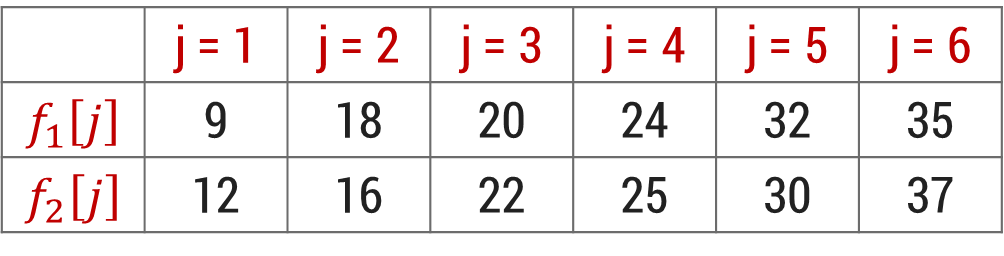 j = 1 j = 2 j = 3 j = 4 j = 5 j = 6
f₁[j] 9 18 20 24 32 35
f₂[j] 12 16 22 25 30 37